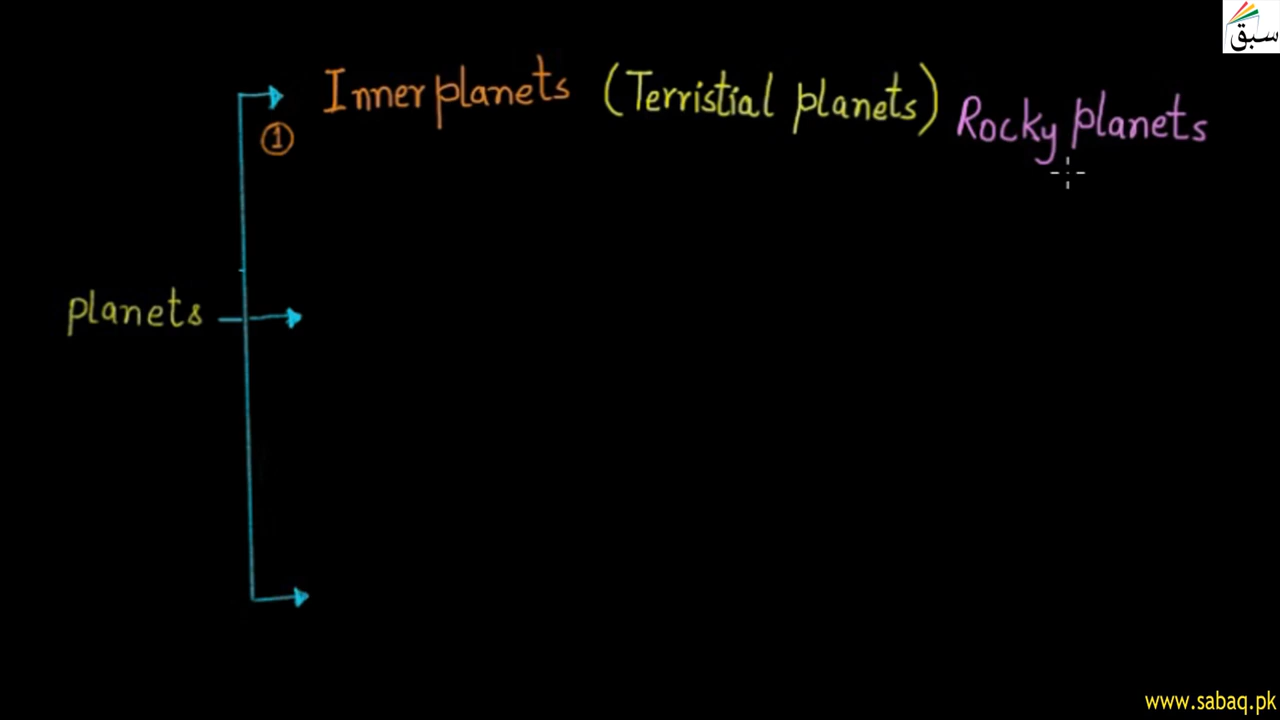 سبق
Inner planets (Terristial planets) Rocky planets
①
planets
www.sabaq.pk